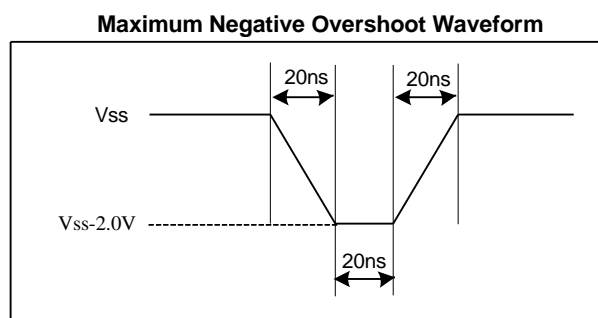 Maximum Negative Overshoot Waveform
20ns 20ns
Vss
Vss-2.0V
20ns